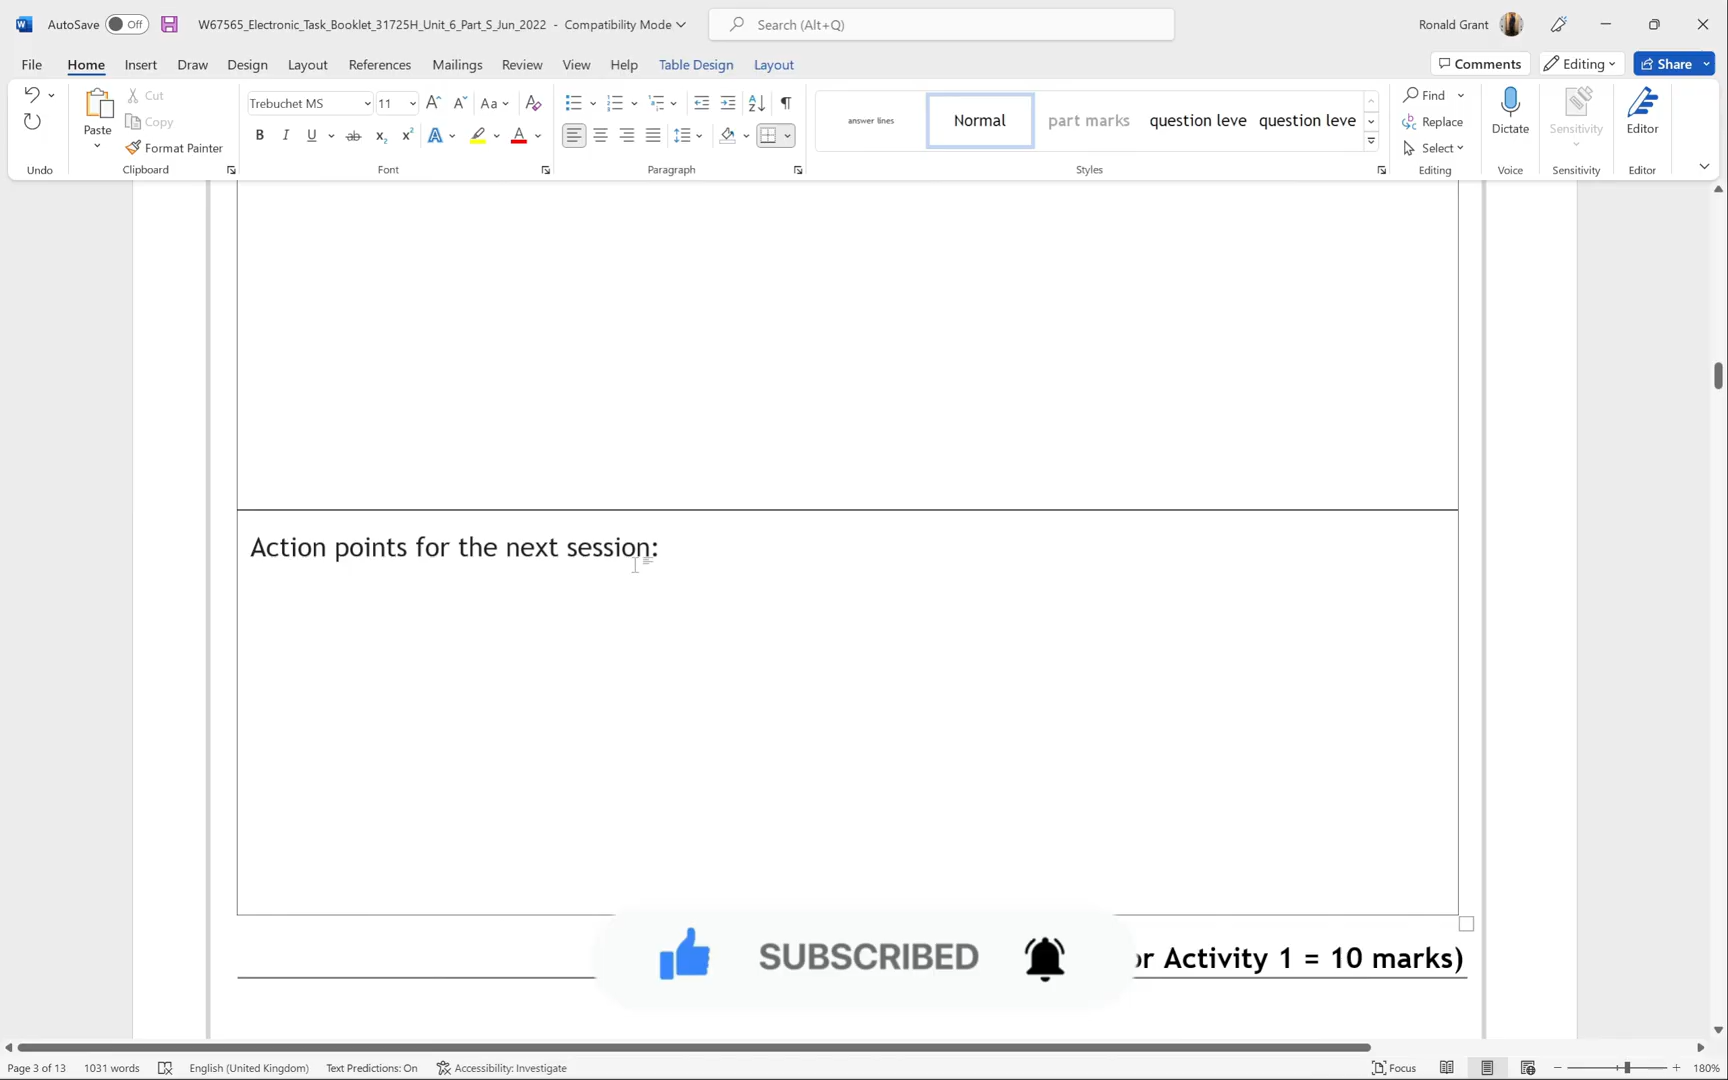 AutoSave Off W67565_Electronic_Task_Booklet_31725H_Unit_6_Part_S_Jun_2022 - Compatibility Mode Search (Alt+Q) Ronald Grant
File Home Insert Draw Design Layout References Mailings Review View Help Table Design Layout Comments Editing Share
Paste Cut Copy Format Painter
Trebuchet MS 11
answer lines Normal part marks question leve question leve
Find Replace Select
Dictate Sensitivity Editor
Undo Clipboard Font Paragraph Styles Editing Voice Sensitivity Editor
Action points for the next session:
or Activity 1 = 10 marks)
SUBSCRIBED
Page 3 of 13 1031 words English (United Kingdom) Text Predictions: On Accessibility: Investigate Focus 180%